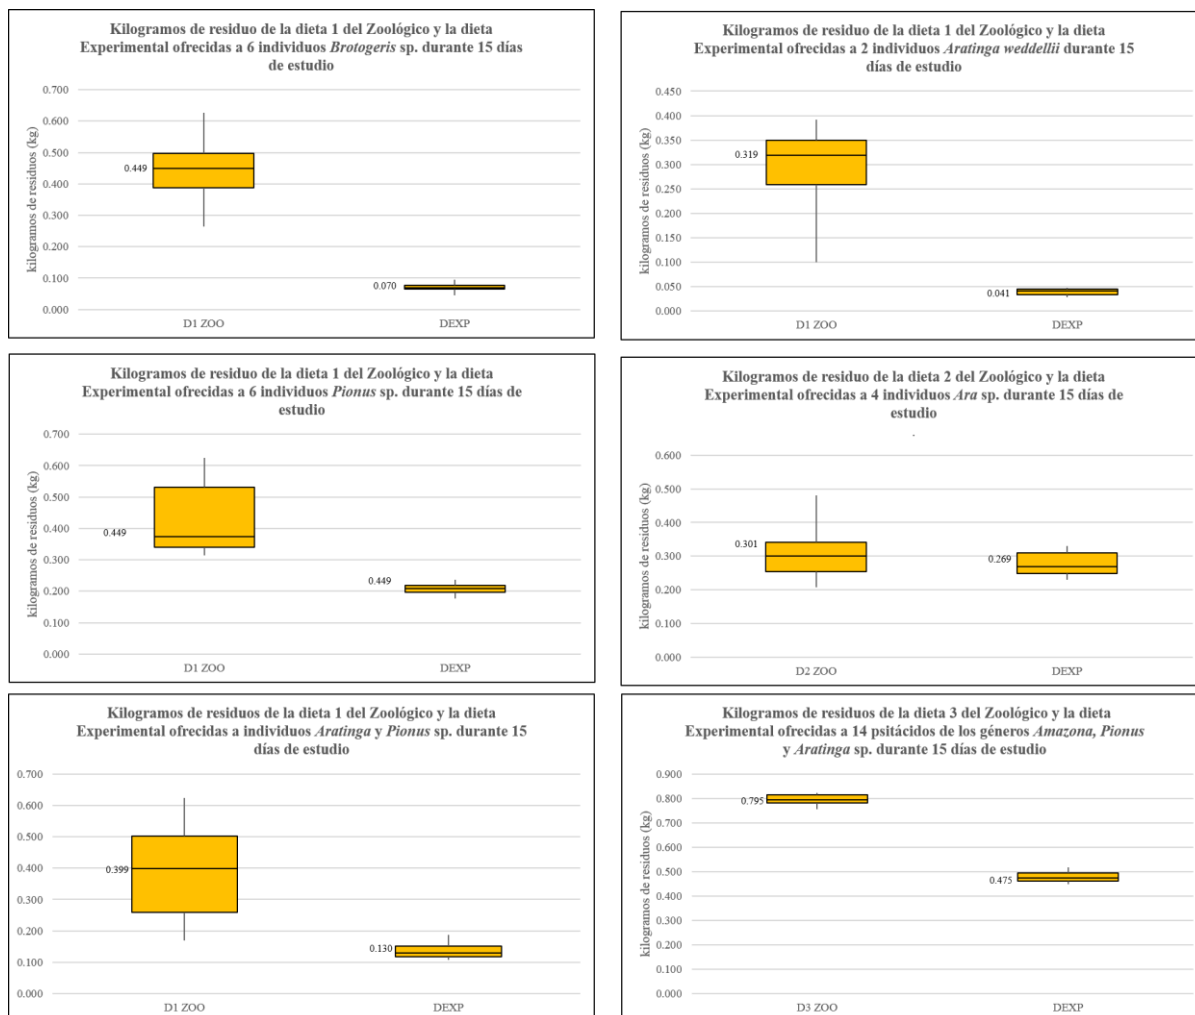 Kilogramos de residuo de la dieta 1 del Zoológico y la dieta
Experimental ofrecidas a 6 individuos Brotogeris sp. durante 15 días
de estudio
kilogramos de residuos (kg)
0.700
0.600
0.500
0.449
0.400
0.300
0.200
0.100
0.070
0.000
D1 ZOO
DEXP
Kilogramos de residuo de la dieta 1 del Zoológico y la dieta
Experimental ofrecidas a 2 individuos Aratinga weddellii durante 15
días de estudio
kilogramos de residuos (kg)
0.450
0.400
0.350
0.319
0.300
0.250
0.200
0.150
0.100
0.050
0.041
0.000
D1 ZOO
DEXP
Kilogramos de residuo de la dieta 1 del Zoológico y la dieta
Experimental ofrecidas a 6 individuos Pionus sp. durante 15 días de
estudio
kilogramos de residuos (kg)
0.700
0.600
0.500
0.400
0.449
0.300
0.449
0.200
0.100
0.000
D1 ZOO
DEXP
Kilogramos de residuo de la dieta 2 del Zoológico y la dieta
Experimental ofrecidas a 4 individuos Ara sp. durante 15 días de
estudio
kilogramos de residuos (kg)
0.600
0.500
0.400
0.301
0.300
0.269
0.200
0.100
0.000
D2 ZOO
DEXP
Kilogramos de residuos de la dieta 1 del Zoológico y la dieta
Experimental ofrecidas a individuos Aratinga y Pionus sp. durante 15
días de estudio
0.700
0.600
0.500
0.400
0.399
0.300
0.200
0.130
0.100
0.000
D1 ZOO
DEXP
Kilogramos de residuos de la dieta 3 del Zoológico y la dieta
Experimental ofrecidas a 14 psitácidos de los géneros Amazona, Pionus
y Aratinga sp. durante 15 días de estudio
kilogramos de residuos (kg)
0.900
0.800
0.795
0.700
0.600
0.500
0.475
0.400
0.300
0.200
0.100
0.000
D3 ZOO
DEXP